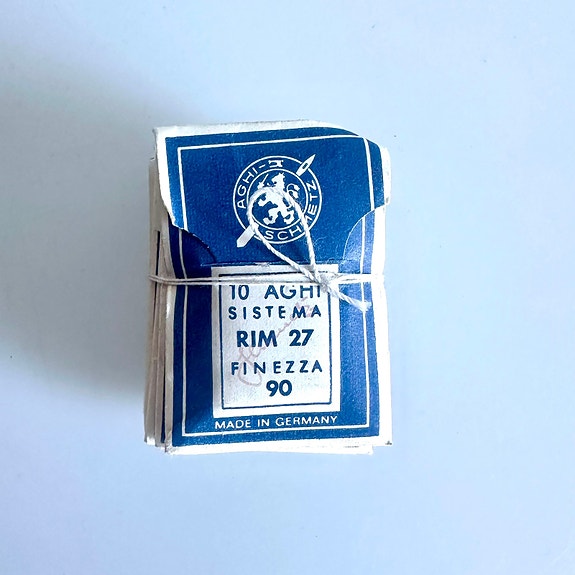 AGHI-
SCHMETZ
10 AGHI
SISTEMA
RIM 27
FINEZZA
90
MADE IN GERMANY